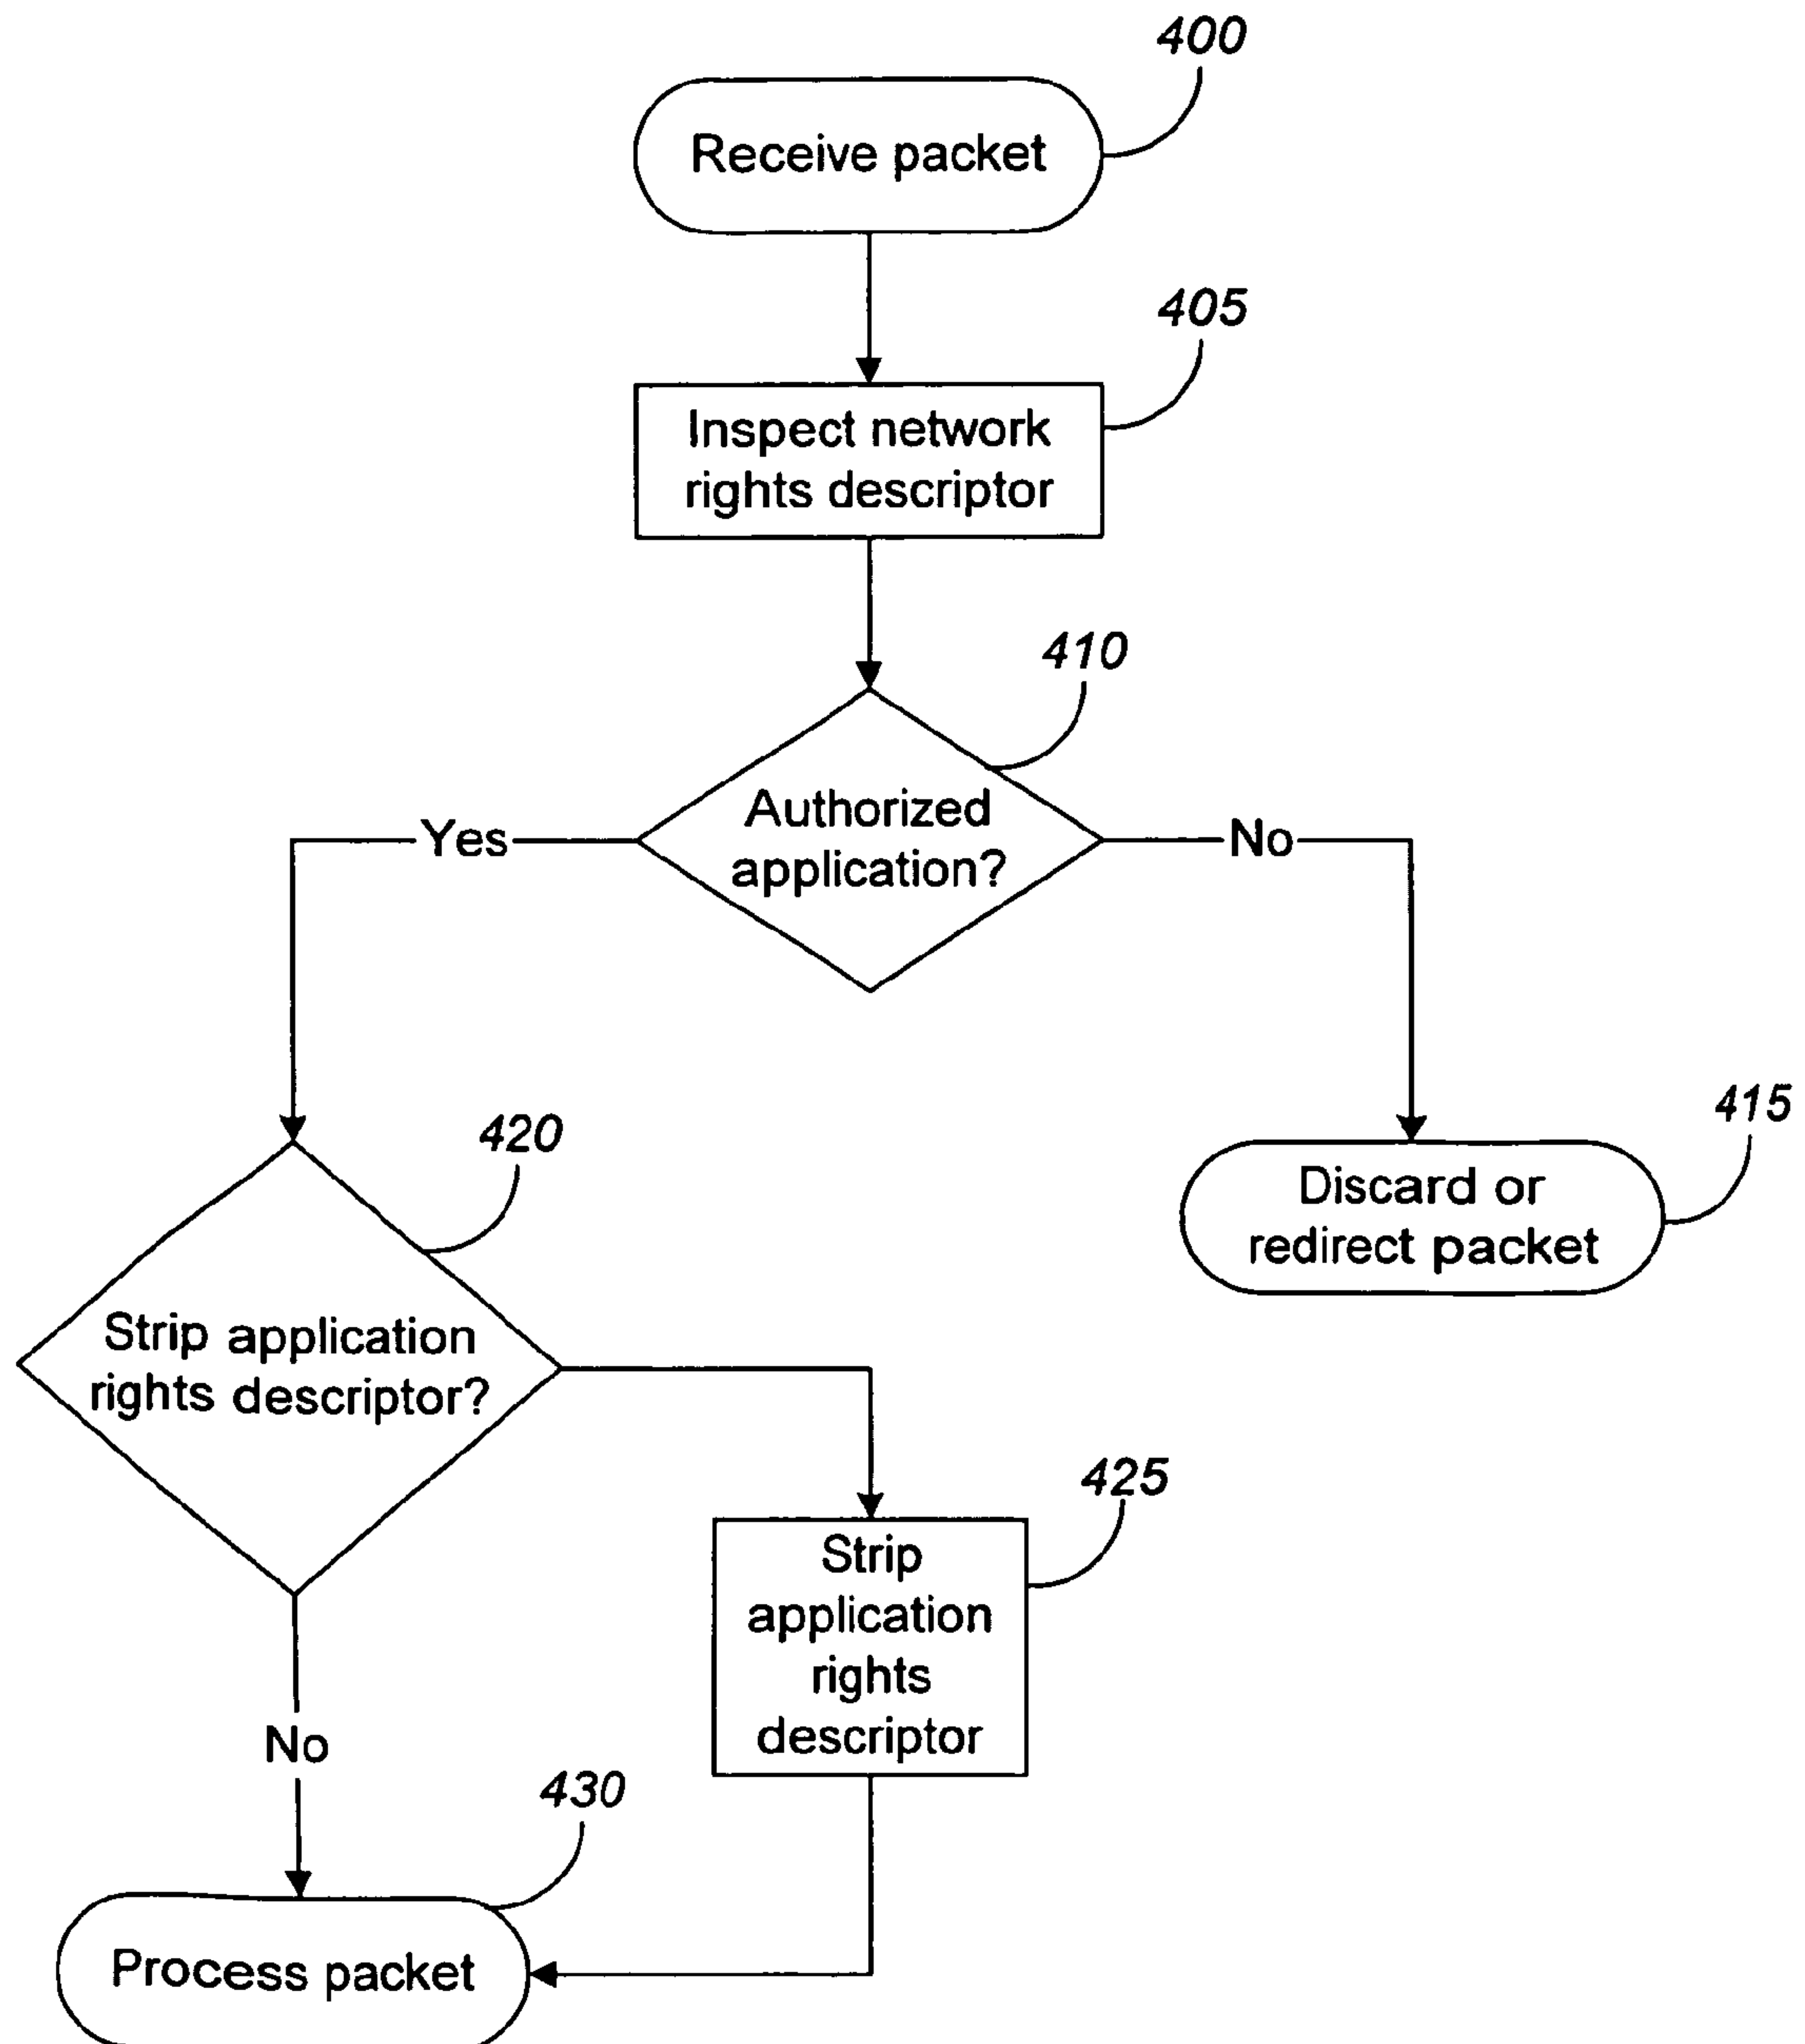 400
Receive packet
405
Inspect network
rights descriptor
410
Authorized
application?
Yes
No
415
Discard or
redirect packet
420
Strip application
rights descriptor?
425
Strip
application
rights
descriptor
No
430
Process packet